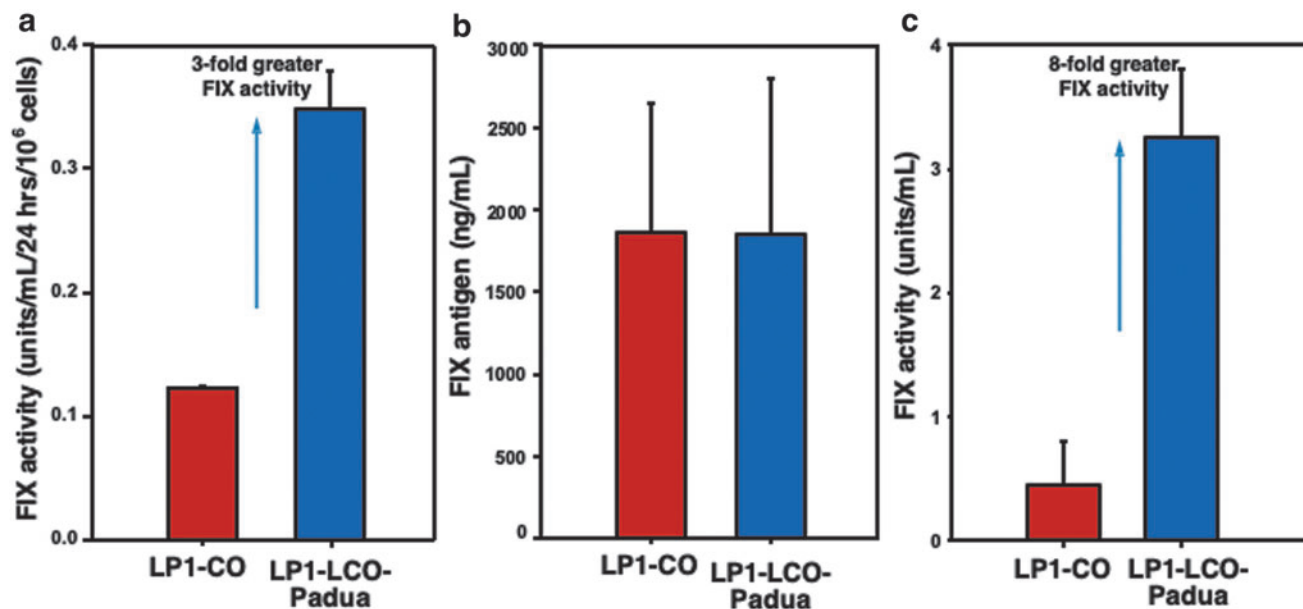 a
FIX activity (units/mL/24 hrs/10⁶ cells)
0.4
0.3
0.2
0.1
0.0
3-fold greater
FIX activity
LP1-CO
LP1-LCO-
Padua
b
FIX antigen (ng/mL)
3000
2500
2000
1500
1000
500
0
LP1-CO
LP1-LCO-
Padua
c
FIX activity (units/mL)
4
3
2
1
0
8-fold greater
FIX activity
LP1-CO
LP1-LCO-
Padua